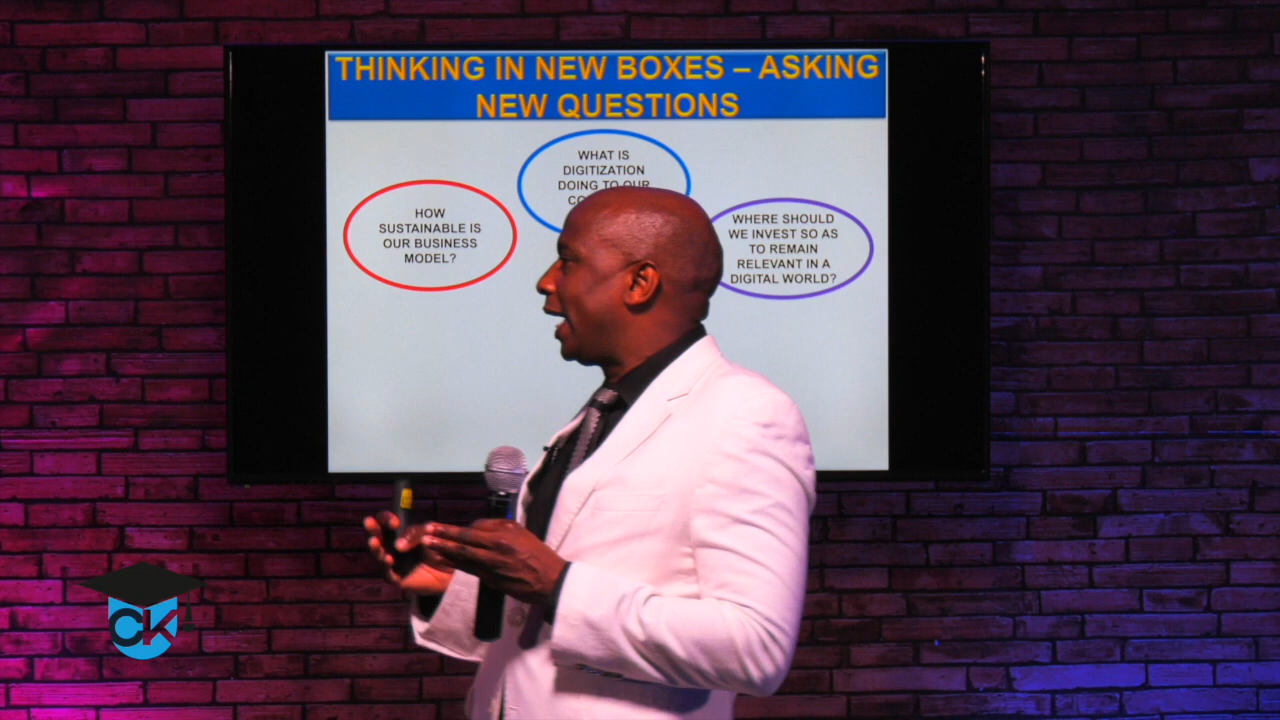 THINKING IN NEW BOXES – ASKING
NEW QUESTIONS
HOW
SUSTAINABLE IS
OUR BUSINESS
MODEL?
WHAT IS
DIGITIZATION
DOING TO OUR
WHERE SHOULD
WE INVEST SO AS
TO REMAIN
RELEVANT IN A
DIGITAL WORLD?
CK